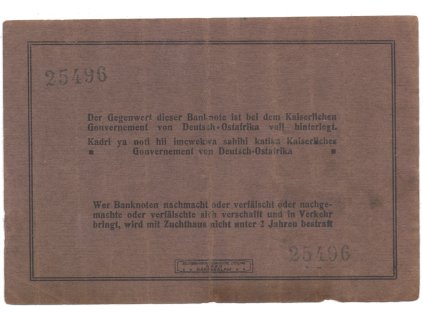 25496
Der Gegenwert dieser Banknote ist bei dem Kaiserlichen
Gouvernement von Deutsch-Ostafrika voll hinterlegt.
Kadri ya noti hii imewekwa sahihi katika Kaiserliches
Gouvernement von Deutsch-Ostafrika
Wer Banknoten nachmacht oder verfälscht oder nachge-
machte oder verfälschte sich verschafft und in Verkehr
bringt, wird mit Zuchthaus nicht unter 2 Jahren bestraft
25496